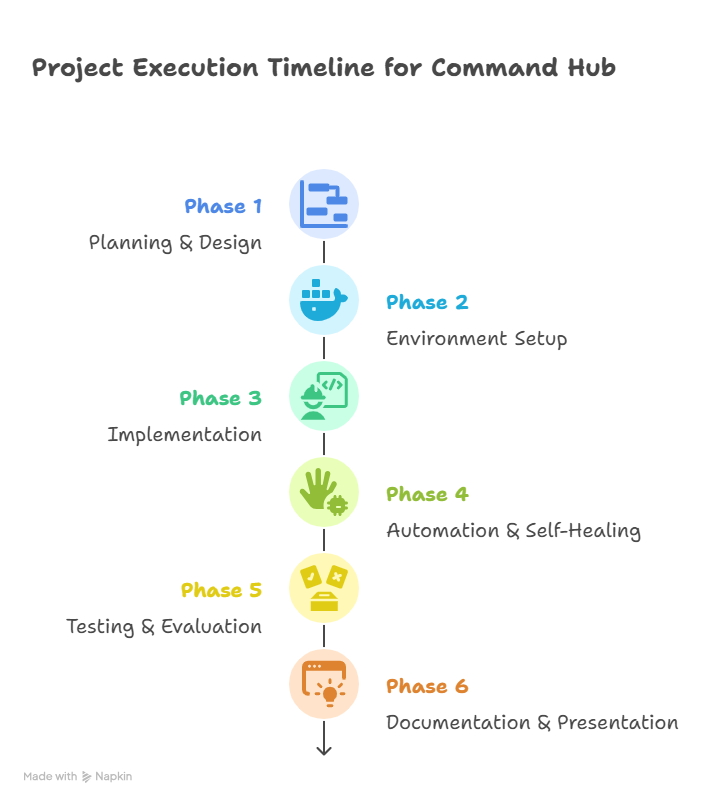 Project Execution Timeline for Command Hub
Phase 1
Planning & Design
Phase 2
Environment Setup
Phase 3
Implementation
Phase 4
Automation & Self-Healing
Phase 5
Testing & Evaluation
Phase 6
Documentation & Presentation
Made with Napkin